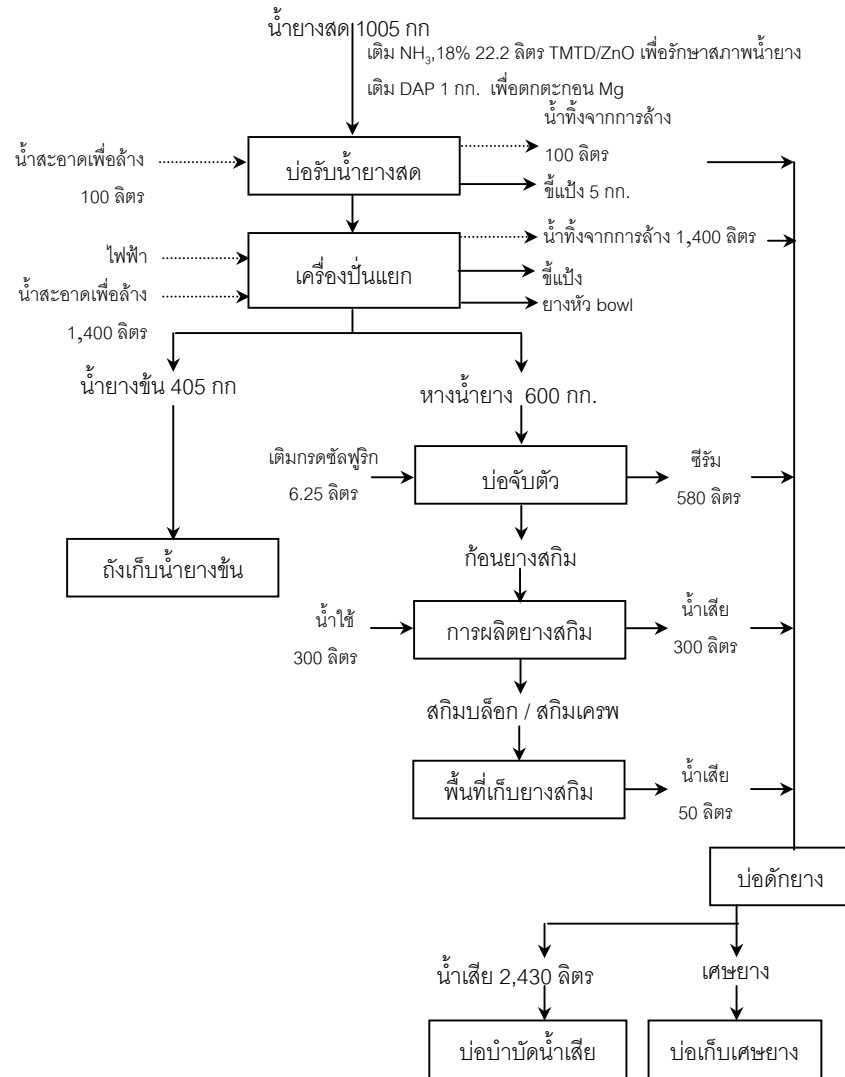 น้ำยางสด 1005 กก
เติม NH₃,18% 22.2 ลิตร TMTD/ZnO เพื่อรักษาสภาพน้ำยาง
เติม DAP 1 กก. เพื่อตกตะกอน Mg
น้ำสะอาดเพื่อล้าง
100 ลิตร
บ่อรับน้ำยางสด
น้ำทิ้งจากการล้าง
100 ลิตร
ขี้แป้ง 5 กก.
ไฟฟ้า
น้ำสะอาดเพื่อล้าง
1,400 ลิตร
เครื่องปั่นแยก
น้ำทิ้งจากการล้าง 1,400 ลิตร
ขี้แป้ง
ยางหัว bowl
น้ำยางข้น 405 กก
หางน้ำยาง 600 กก.
เติมกรดซัลฟูริก
6.25 ลิตร
บ่อจับตัว
ซีรัม
580 ลิตร
ถังเก็บน้ำยางข้น
ก้อนยางสกิม
น้ำใช้
300 ลิตร
การผลิตยางสกิม
น้ำเสีย
300 ลิตร
สกิมบล็อก / สกิมเครพ
พื้นที่เก็บยางสกิม
น้ำเสีย
50 ลิตร
บ่อดักยาง
น้ำเสีย 2,430 ลิตร
เศษยาง
บ่อบำบัดน้ำเสีย
บ่อเก็บเศษยาง